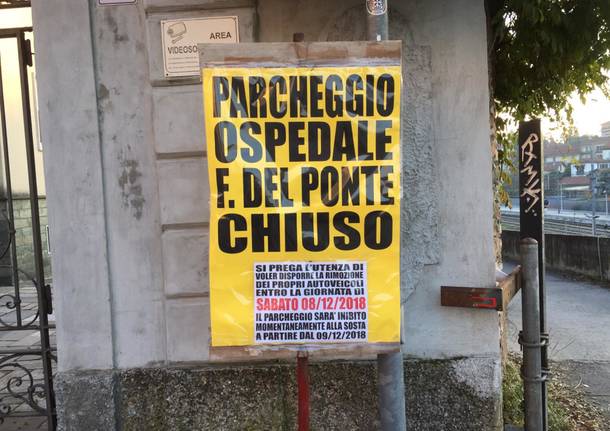 AREA
VIDEOSO
PARCHEGGIO
OSPEDALE
F. DEL PONTE
CHIUSO
SI PREGA L'UTENZA DI
VOLER DISPORRE LA RIMOZIONE
DEI PROPRI AUTOVEICOLI
ENTRO LA GIORNATA DI
SABATO 08/12/2018
IL PARCHEGGIO SARA' INIBITO
MOMENTANEAMENTE ALLA SOSTA
A PARTIRE DAL 09/12/2018